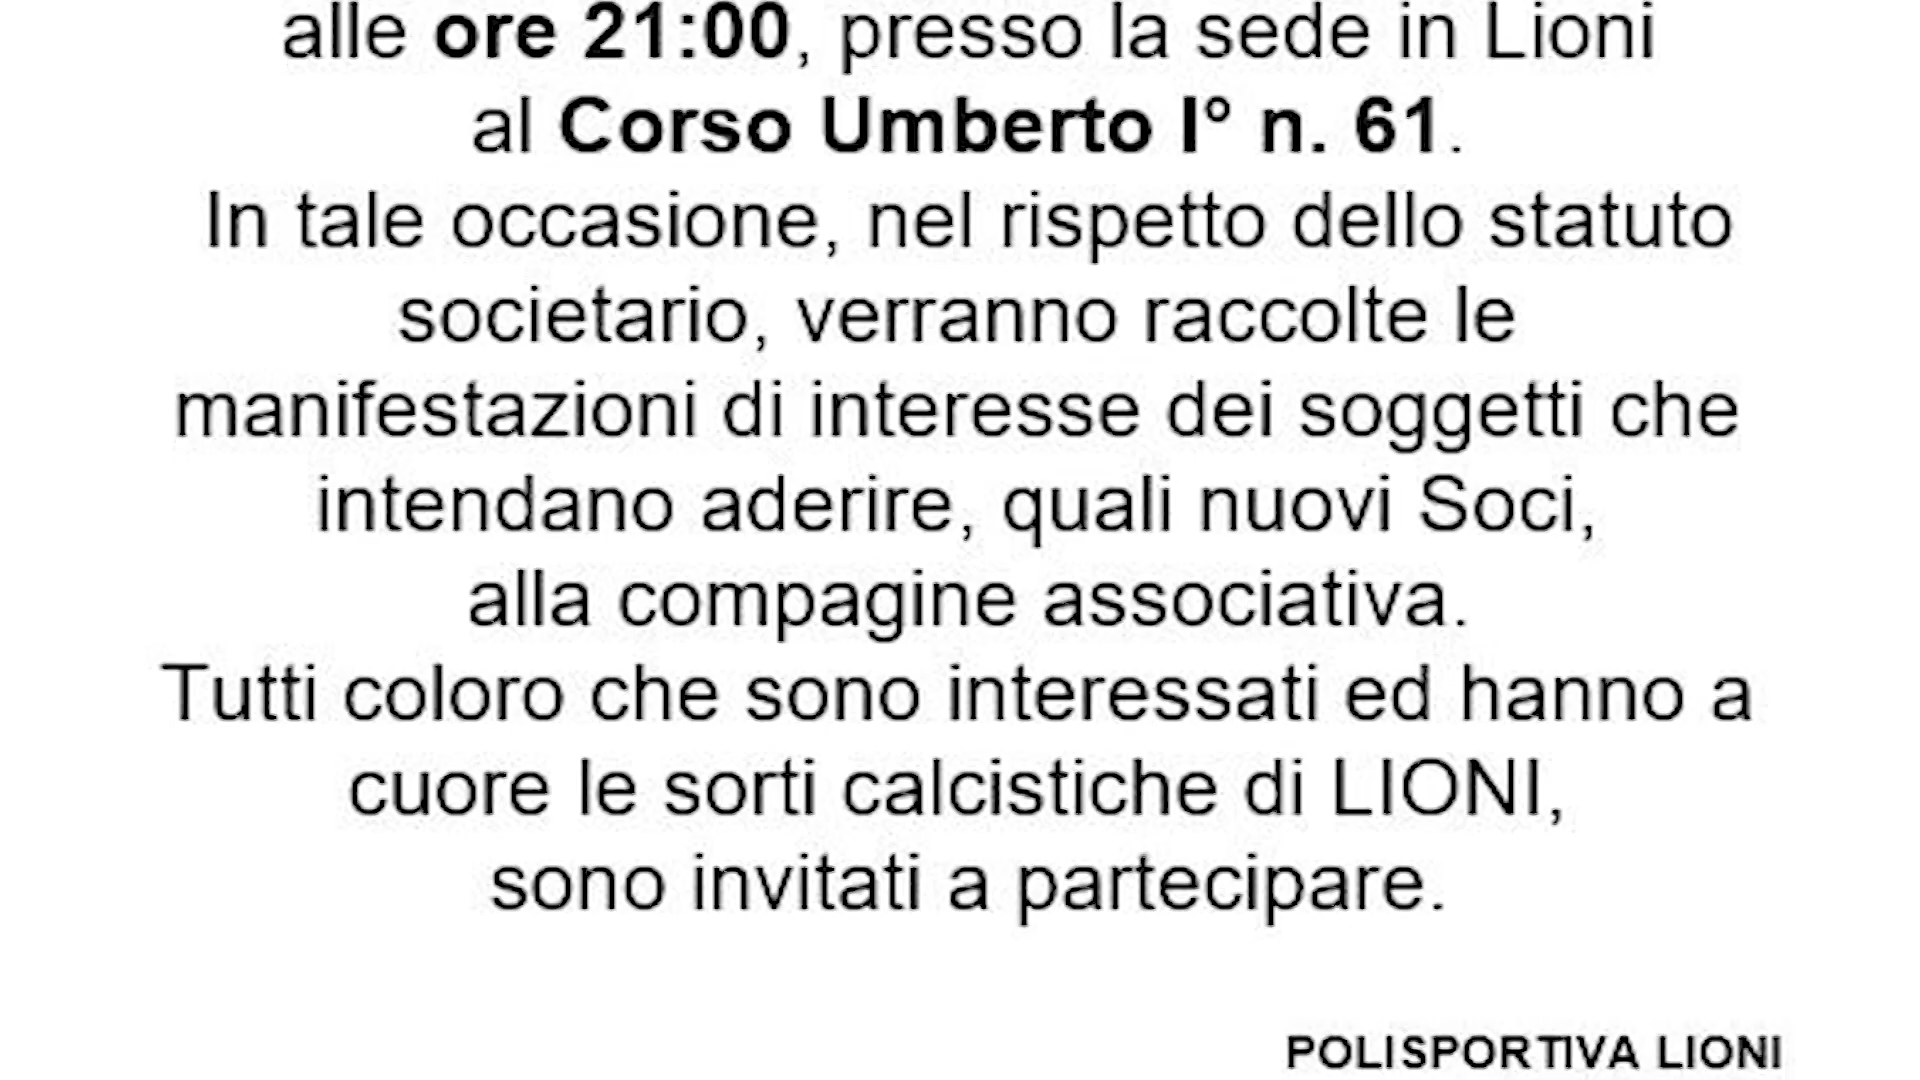 alle ore 21:00, presso la sede in Lioni
al Corso Umberto I° n. 61.
In tale occasione, nel rispetto dello statuto
societario, verranno raccolte le
manifestazioni di interesse dei soggetti che
intendano aderire, quali nuovi Soci,
alla compagine associativa.
Tutti coloro che sono interessati ed hanno a
cuore le sorti calcistiche di LIONI,
sono invitati a partecipare.
POLISPORTIVA LIONI